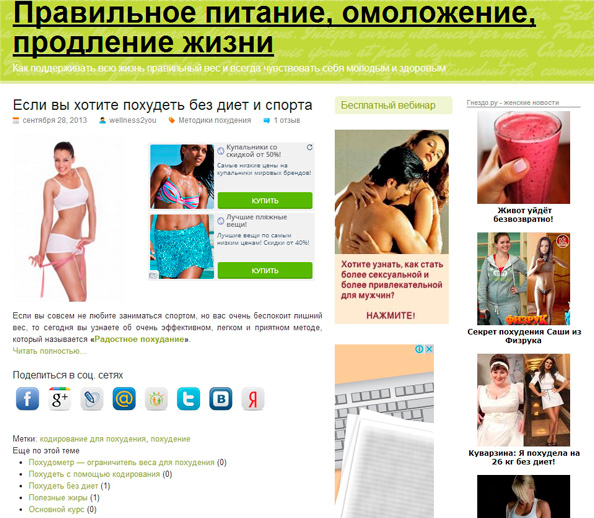 Правильное питание, омоложение,
продление жизни
Как поддерживать всю жизнь правильный вес и всегда чувствовать себя молодым и здоровым
Если вы хотите похудеть без диет и спорта
сентября 28, 2013 wellness2you Методики похудения 1 отзыв
Купальники со
скидкой от 50%!
Самые низкие цены на
купальники мировых брендов!
КУПИТЬ
Лучшие пляжные
вещи!
Лучшие вещи по самым
низким ценам! Скидки от 40%!
КУПИТЬ
Если вы совсем не любите заниматься спортом, но вас очень беспокоит лишний
вес, то сегодня вы узнаете об очень эффективном, легком и приятном методе,
который называется «Радостное похудание».
Читать полностью...
Поделиться в соц. сетях
g+
@
t
B
Я
Метки: кодирование для похудения, похудение
Еще по этой теме
Похудометр — ограничитель веса для похудения (0)
Похудеть с помощью кодирования (0)
Похудеть без диет (1)
Полезные жиры (1)
Основной курс (0)
Бесплатный вебинар
Хотите узнать, как стать
более сексуальной и
более привлекательной
для мужчин?
НАЖМИТЕ!
Гнездо.ру - женские новости
Живот уйдёт
безвозвратно!
ФИЗРУК
Секрет похудения Саши из
Физрука
Куварзина: Я похудела на
26 кг без диет!